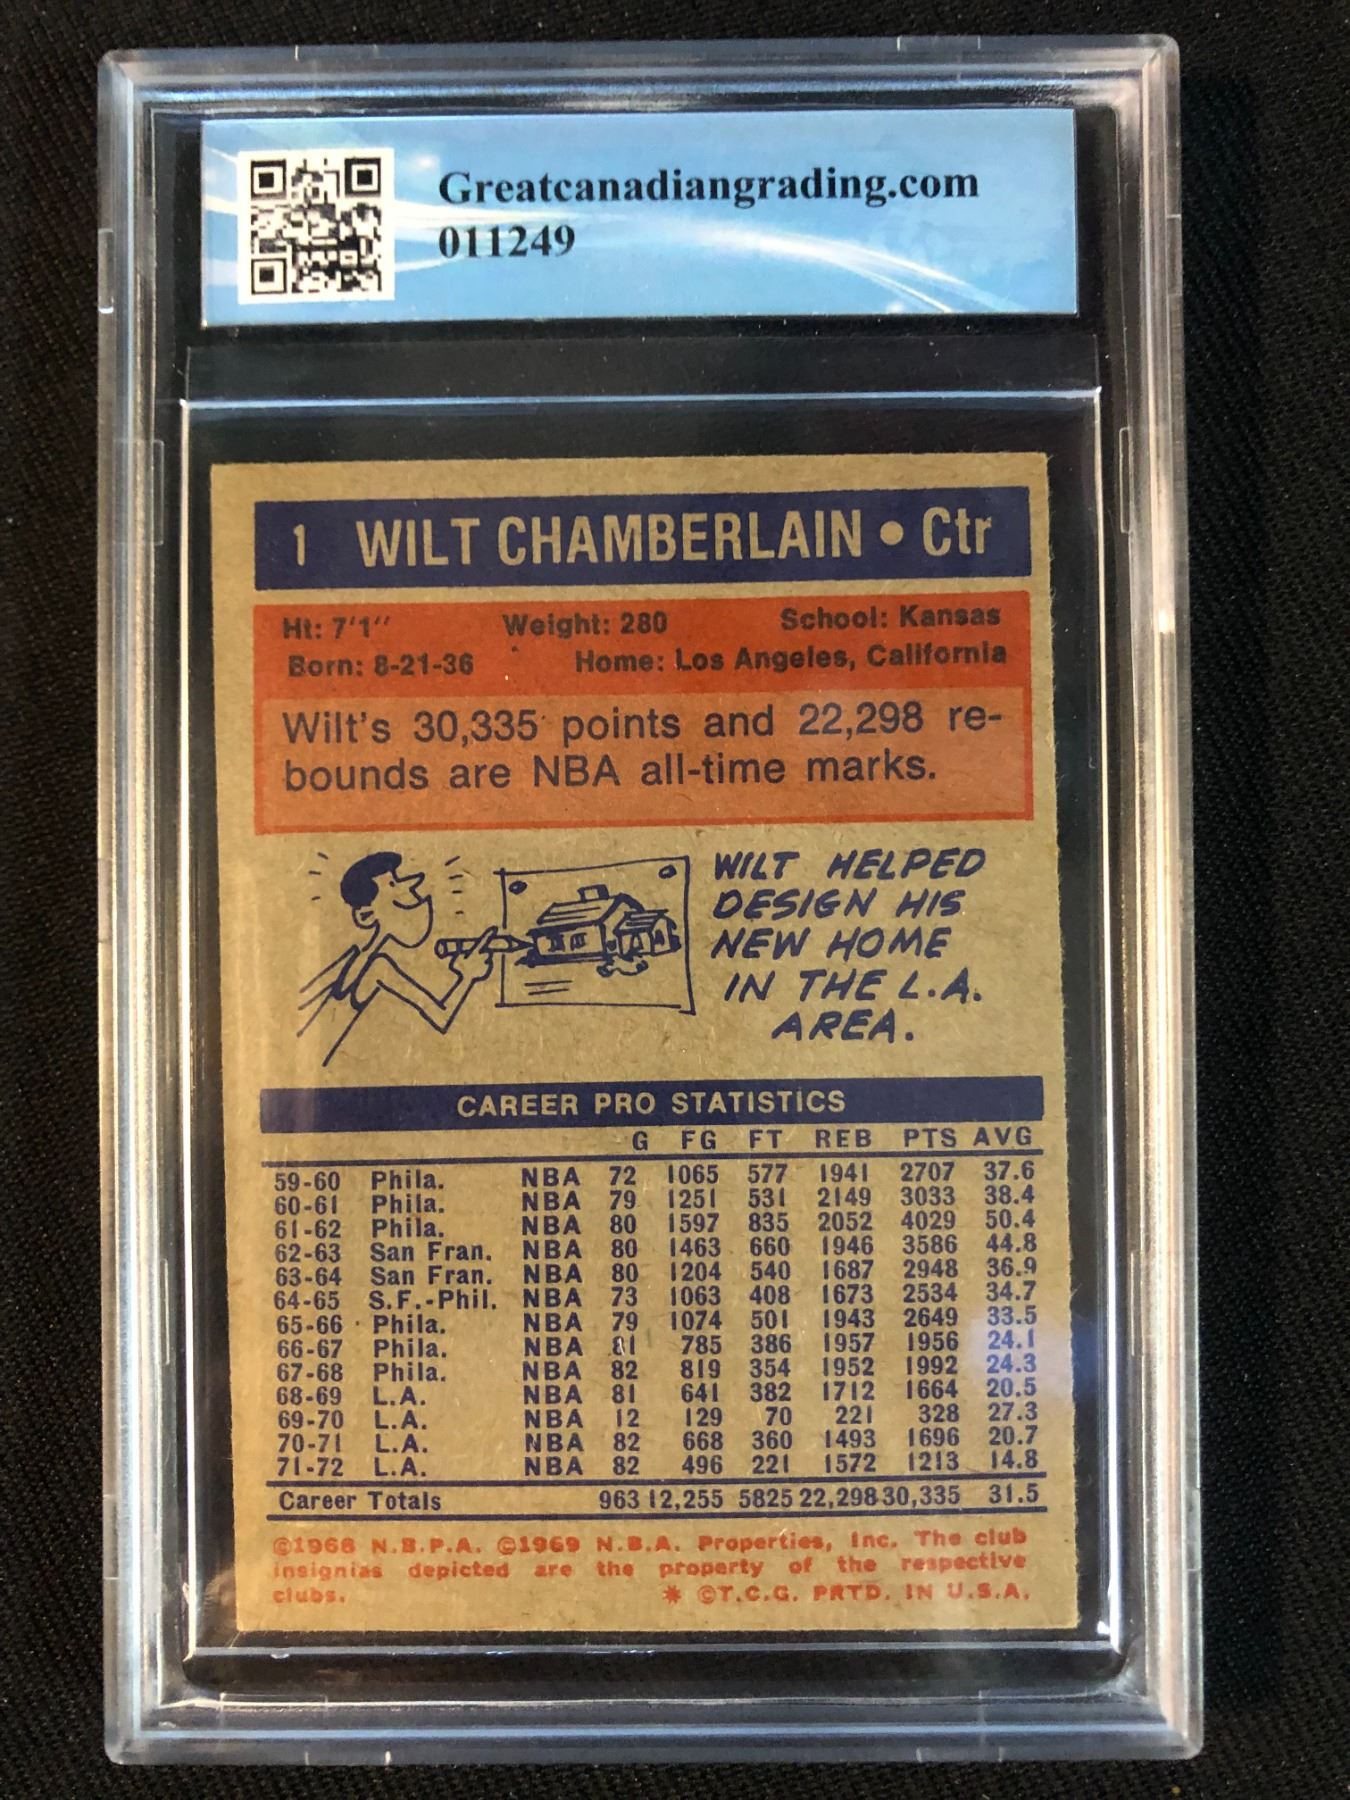 Greatcanadiangrading.com
011249
1 WILT CHAMBERLAIN • Ctr
Ht: 7'1" Weight: 280 School: Kansas
Born: 8-21-36 Home: Los Angeles, California
Wilt's 30,335 points and 22,298 re-
bounds are NBA all-time marks.
WILT HELPED
DESIGN HIS
NEW HOME
IN THE L.A.
AREA.
CAREER PRO STATISTICS
G FG FT REB PTS AVG
59-60 Phila. NBA 72 1065 577 1941 2707 37.6
60-61 Phila. NBA 79 1251 531 2149 3033 38.4
61-62 Phila. NBA 80 1597 835 2052 4029 50.4
62-63 San Fran. NBA 80 1463 660 1946 3586 44.8
63-64 San Fran. NBA 80 1204 540 1687 2948 36.9
64-65 S.F.-Phil. NBA 73 1063 408 1673 2534 34.7
65-66 Phila. NBA 79 1074 501 1943 2649 33.5
66-67 Phila. NBA 81 785 386 1957 1956 24.1
67-68 Phila. NBA 82 819 354 1952 1992 24.3
68-69 L.A. NBA 81 641 382 1712 1664 20.5
69-70 L.A. NBA 12 129 70 221 328 27.3
70-71 L.A. NBA 82 668 360 1493 1696 20.7
71-72 L.A. NBA 82 496 221 1572 1213 14.8
Career Totals 963 12,255 5825 22,298 30,335 31.5
©1968 N.B.P.A. ©1969 N.B.A. Properties, Inc. The club
insignias depicted are the property of the respective
clubs. * ©T.C.G. PRTD. IN U.S.A.